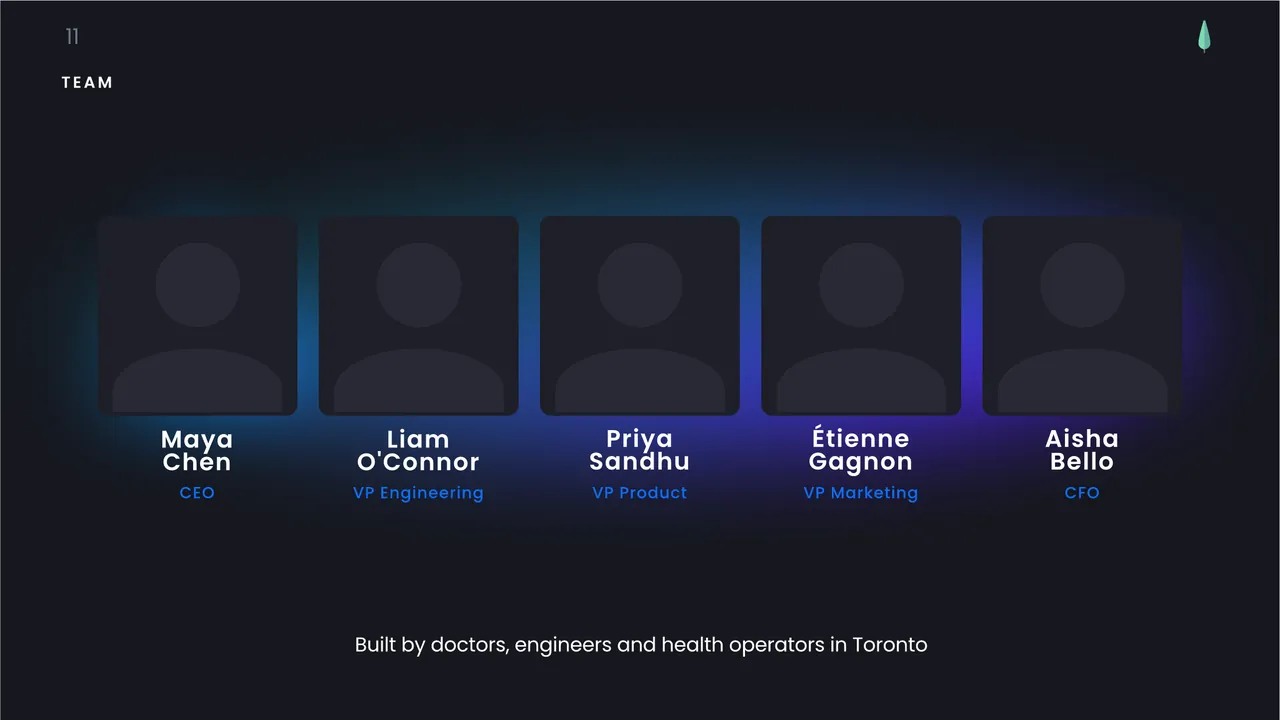 11
TEAM
Maya
Chen
CEO
Liam
O'Connor
VP Engineering
Priya
Sandhu
VP Product
Étienne
Gagnon
VP Marketing
Aisha
Bello
CFO
Built by doctors, engineers and health operators in Toronto